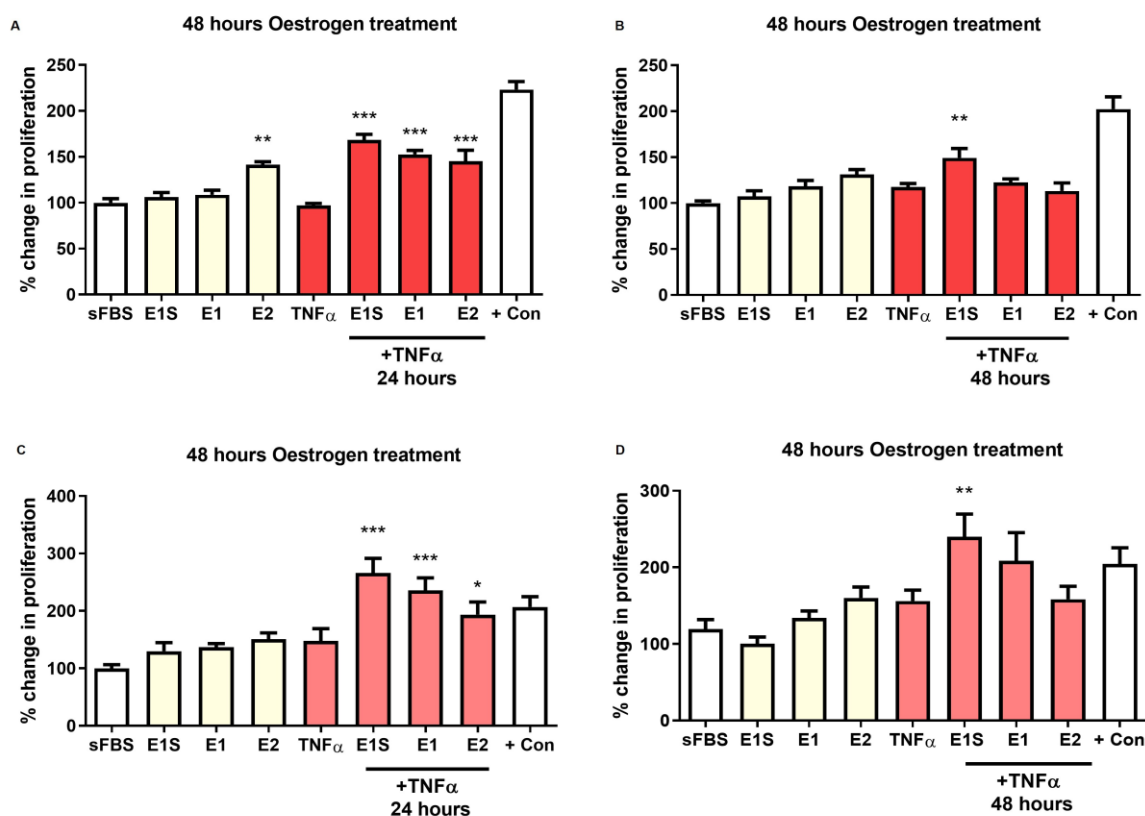 A
48 hours Oestrogen treatment
% change in proliferation
250
200
150
100
50
0
**
***
***
***
sFBS E1S E1 E2 TNFα E1S E1 E2 + Con
+TNFα
24 hours
B
48 hours Oestrogen treatment
% change in proliferation
250
200
150
100
50
0
**
sFBS E1S E1 E2 TNFα E1S E1 E2 + Con
+TNFα
48 hours
C
48 hours Oestrogen treatment
% change in proliferation
400
300
200
100
0
***
***
*
sFBS E1S E1 E2 TNFα E1S E1 E2 + Con
+TNFα
24 hours
D
48 hours Oestrogen treatment
% change in proliferation
300
200
100
0
**
sFBS E1S E1 E2 TNFα E1S E1 E2 + Con
+TNFα
48 hours